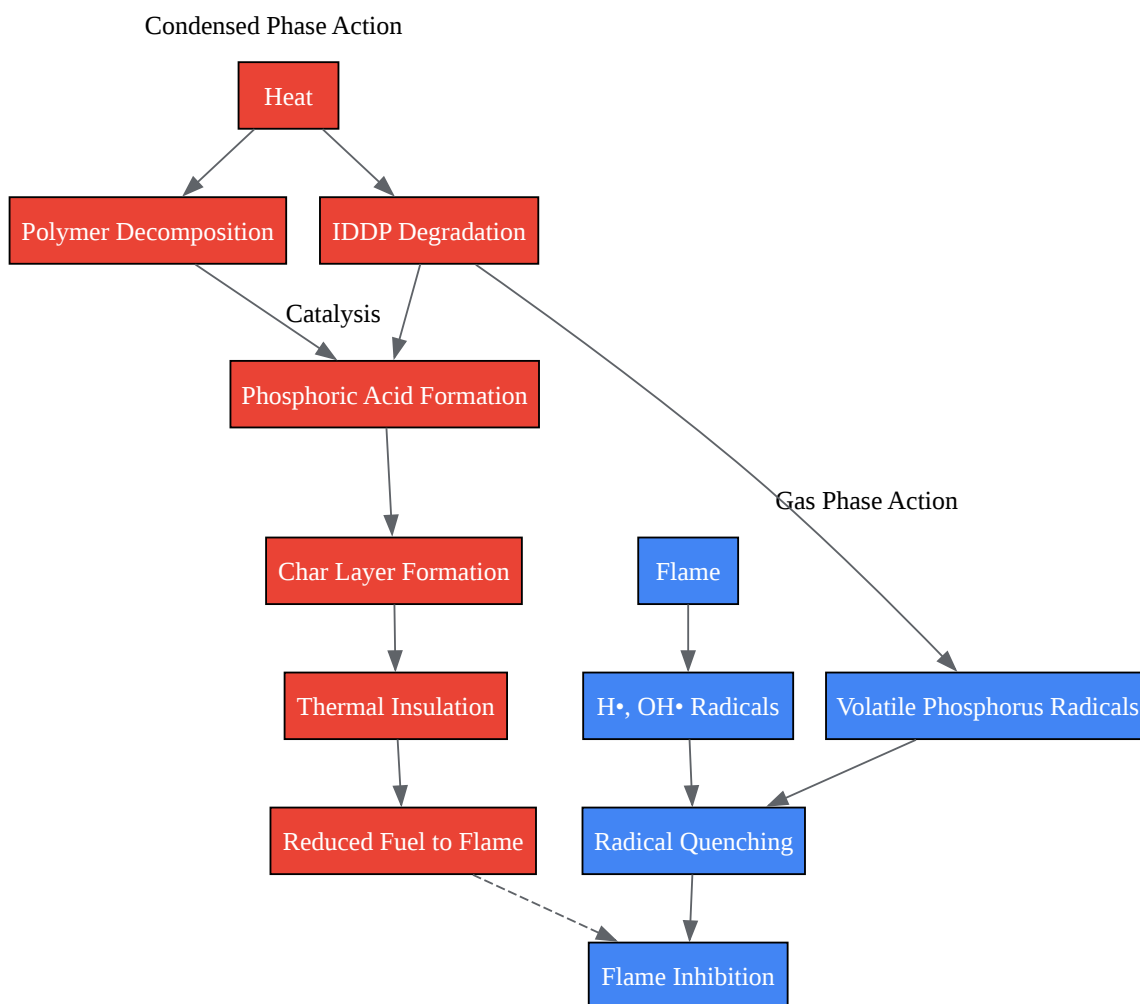 Condensed Phase Action
Heat
Polymer Decomposition
IDDP Degradation
Catalysis
Phosphoric Acid Formation
Gas Phase Action
Char Layer Formation
Flame
Thermal Insulation
H•, OH• Radicals
Volatile Phosphorus Radicals
Reduced Fuel to Flame
Radical Quenching
Flame Inhibition